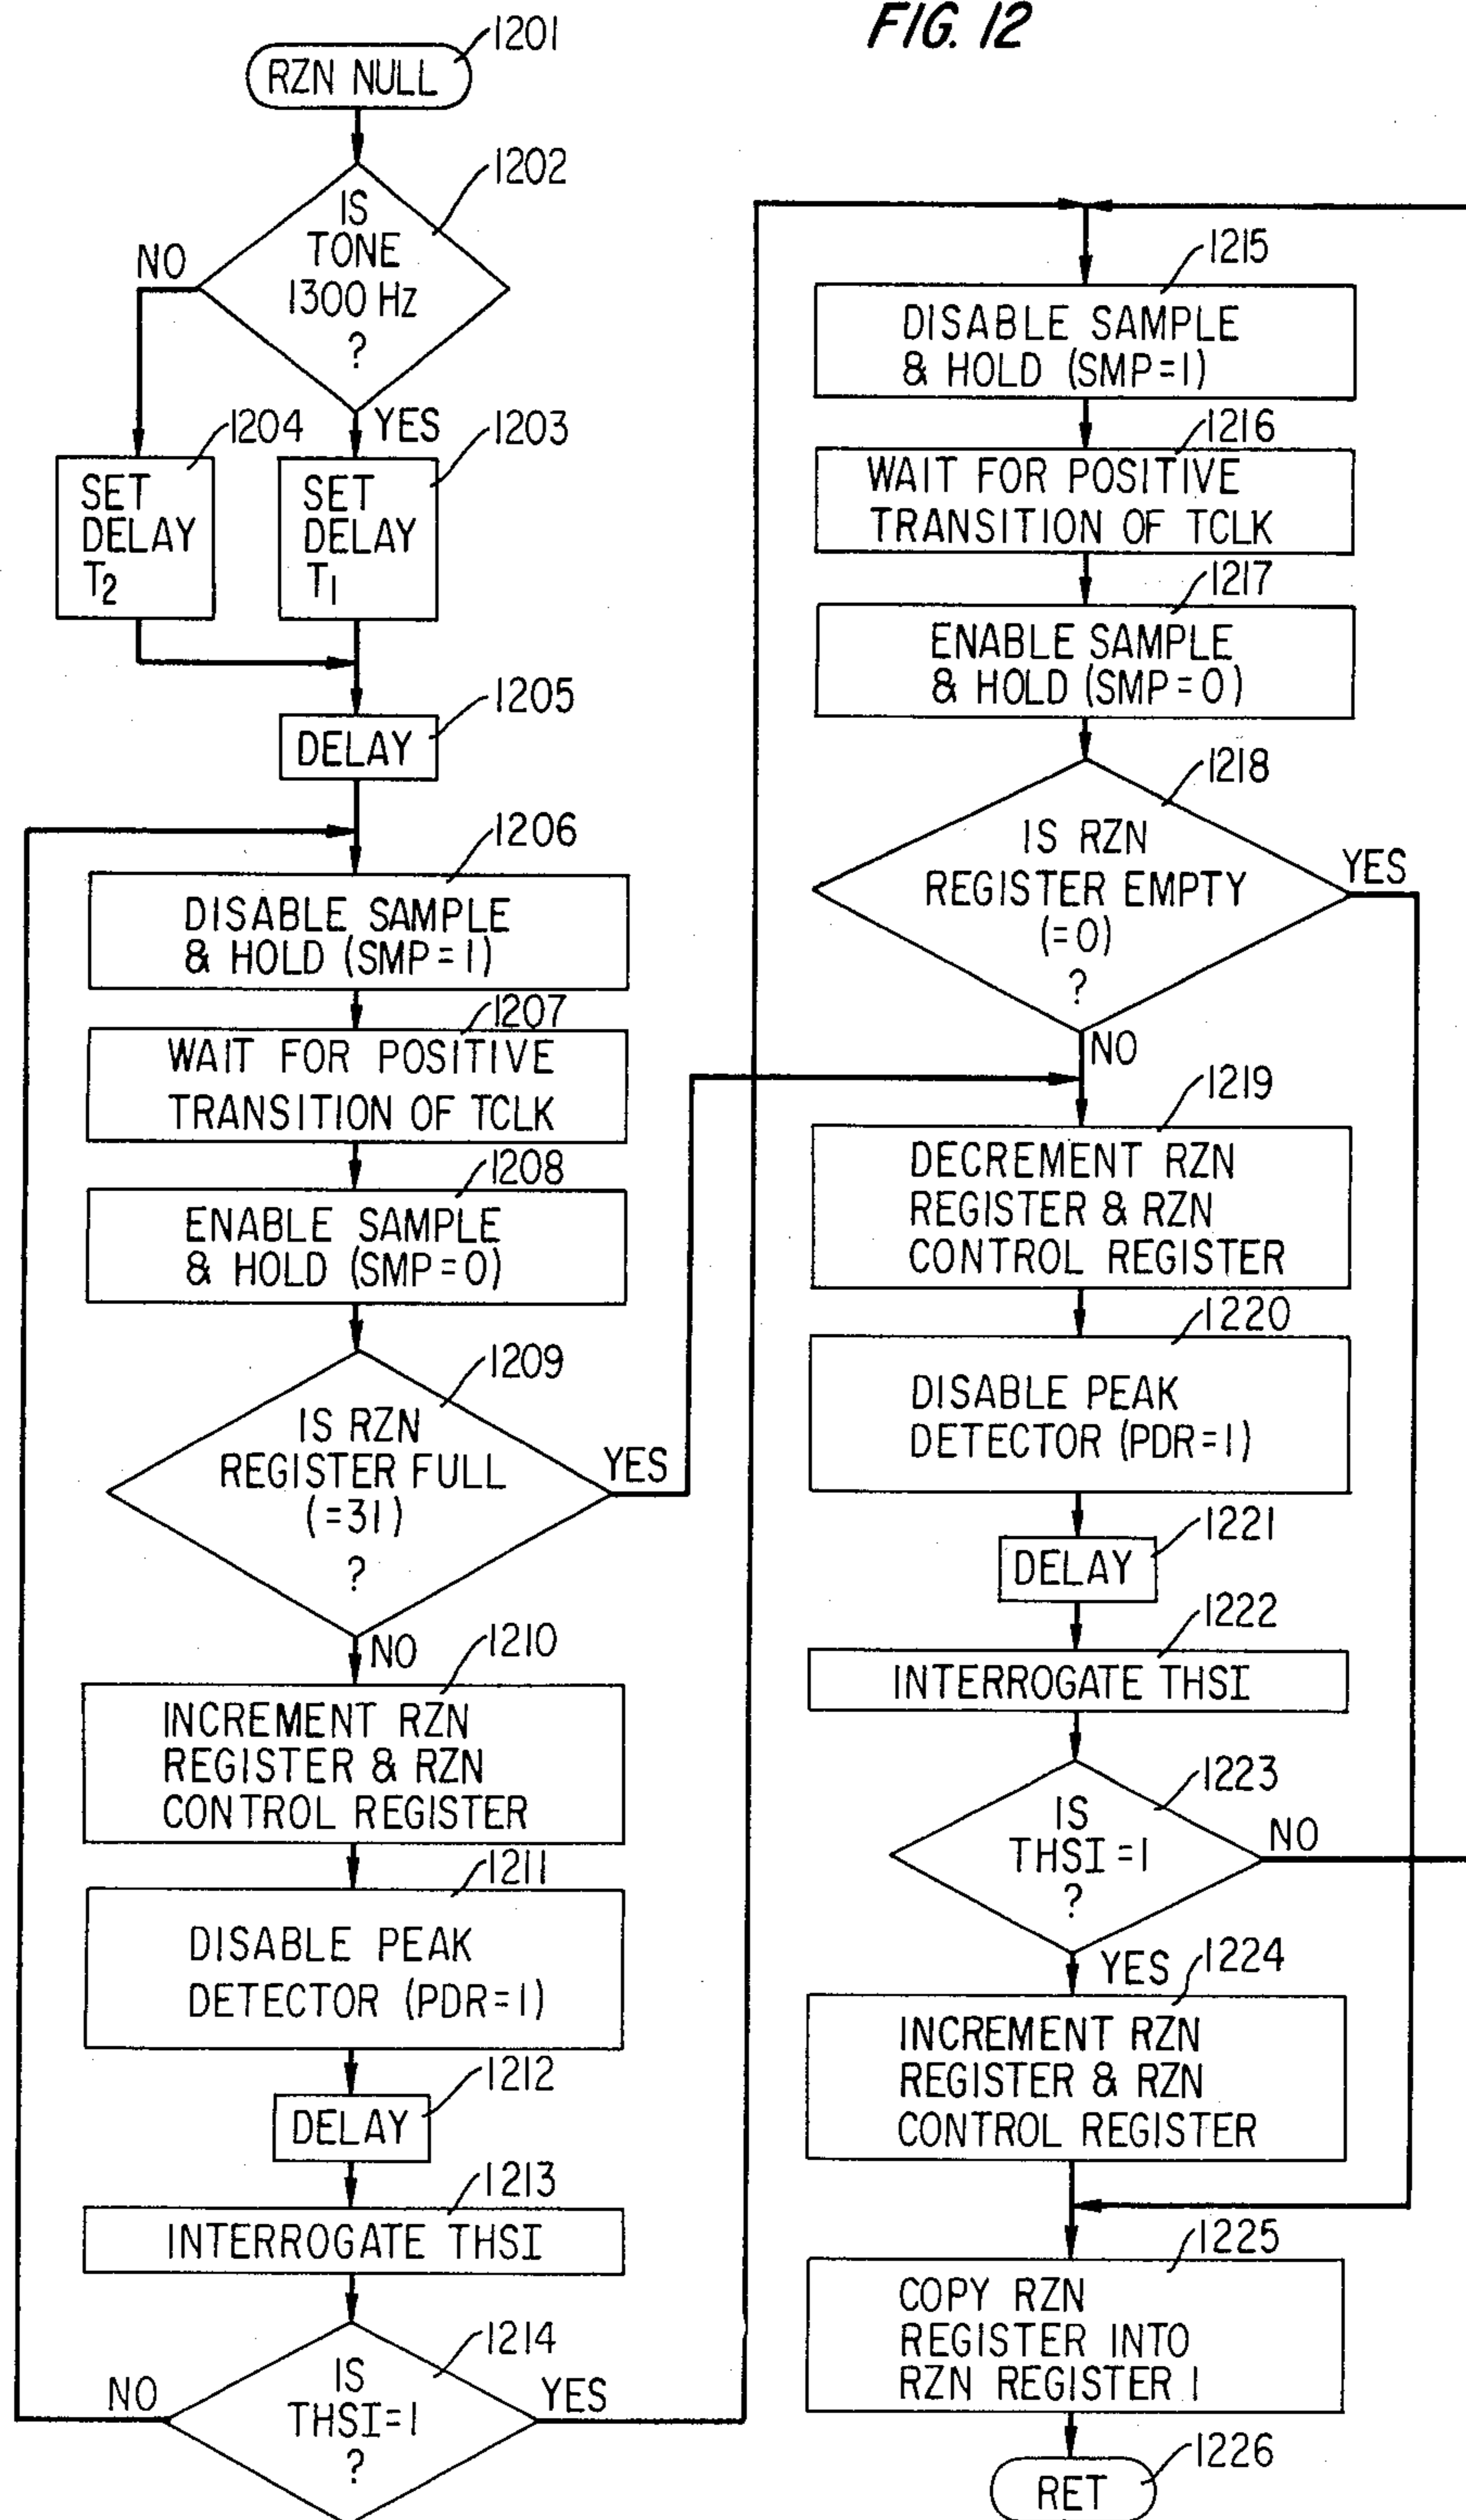 FIG. 12
1201
RZN NULL
1202
IS
TONE
1300 Hz
?
NO
YES
1204
SET
DELAY
T2
1203
SET
DELAY
T1
1205
DELAY
1206
DISABLE SAMPLE
& HOLD (SMP=1)
1207
WAIT FOR POSITIVE
TRANSITION OF TCLK
1208
ENABLE SAMPLE
& HOLD (SMP=0)
1209
IS RZN
REGISTER FULL
(=31)
?
YES
NO
1210
INCREMENT RZN
REGISTER & RZN
CONTROL REGISTER
1211
DISABLE PEAK
DETECTOR (PDR=1)
1212
DELAY
1213
INTERROGATE THSI
1214
IS
THSI=1
?
NO
YES
1215
DISABLE SAMPLE
& HOLD (SMP=1)
1216
WAIT FOR POSITIVE
TRANSITION OF TCLK
1217
ENABLE SAMPLE
& HOLD (SMP=0)
1218
IS RZN
REGISTER EMPTY
(=0)
?
YES
NO
1219
DECREMENT RZN
REGISTER & RZN
CONTROL REGISTER
1220
DISABLE PEAK
DETECTOR (PDR=1)
1221
DELAY
1222
INTERROGATE THSI
1223
IS
THSI=1
?
NO
YES
1224
INCREMENT RZN
REGISTER & RZN
CONTROL REGISTER
1225
COPY RZN
REGISTER INTO
RZN REGISTER 1
1226
RET